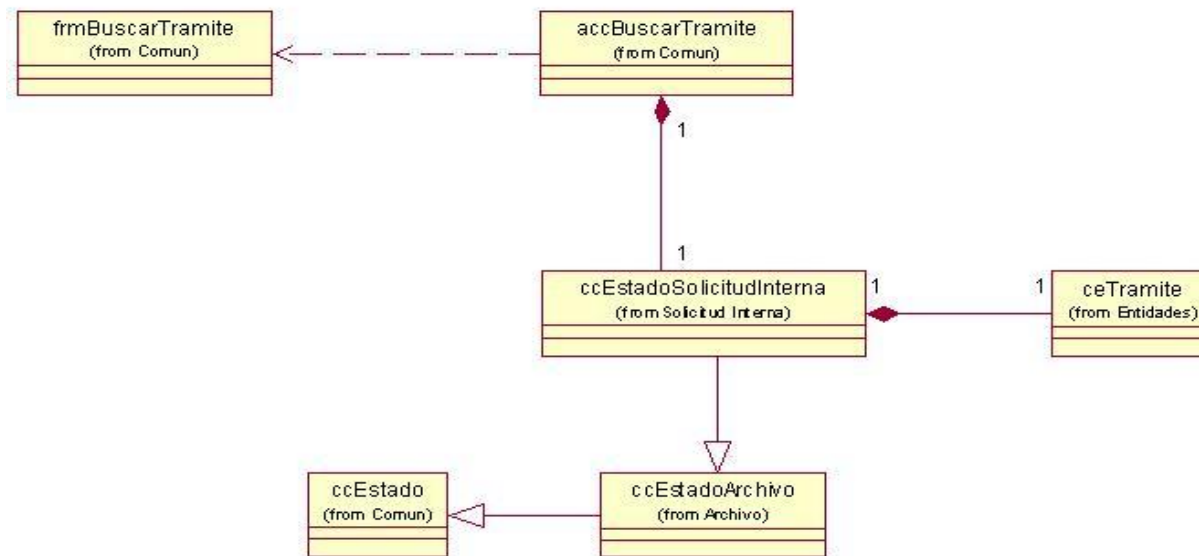 frmBuscarTramite
(from Comun)
accBuscarTramite
(from Comun)
1
1
ccEstadoSolicitudInterna
(from Solicitud Interna)
1
1
ceTramite
(from Entidades)
ccEstado
(from Comun)
ccEstadoArchivo
(from Archivo)